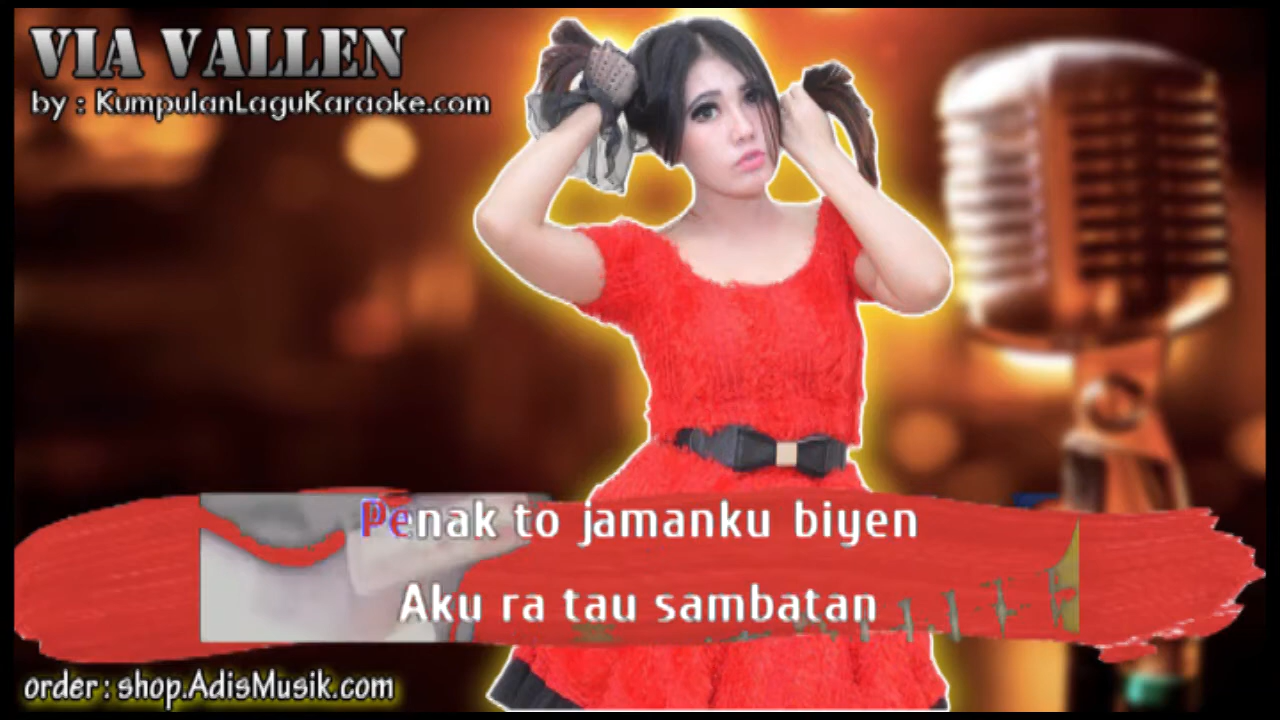 VIA VALLEN
by : KumpulanLaguKaraoke.com
Penak to jamanku biyen
Aku ra tau sambatan
order : shop.AdisMusik.com